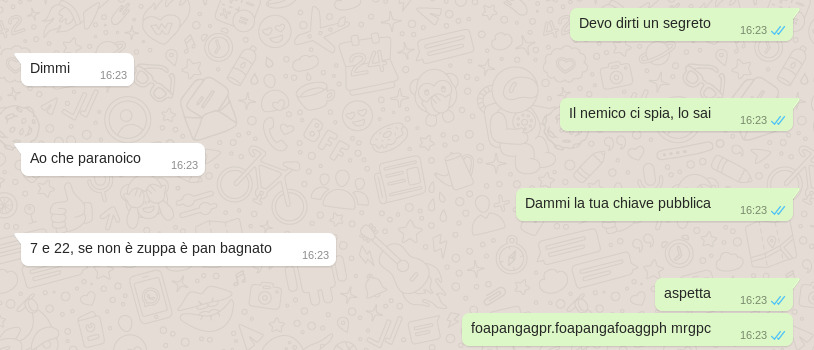 Devo dirti un segreto
16:23
Dimmi
16:23
Il nemico ci spia, lo sai
16:23
Ao che paranoico
16:23
Dammi la tua chiave pubblica
16:23
7 e 22, se non è zuppa è pan bagnato
16:23
aspetta
16:23
foapangagpr.foapangafoaggph mrgpc
16:23